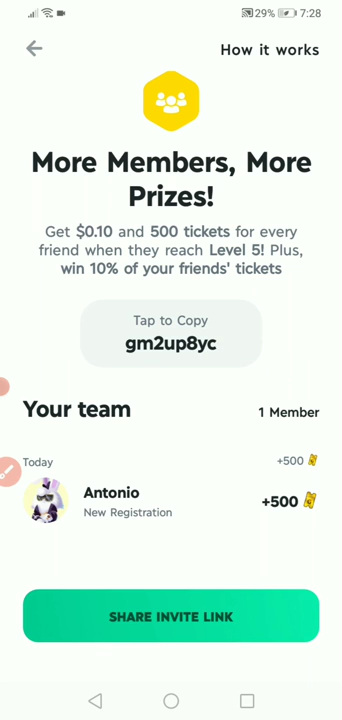 29% 7:28
How it works
More Members, More
Prizes!
Get $0.10 and 500 tickets for every
friend when they reach Level 5! Plus,
win 10% of your friends' tickets
Tap to Copy
gm2up8yc
Your team
1 Member
Today
+500
Antonio
New Registration
+500
SHARE INVITE LINK